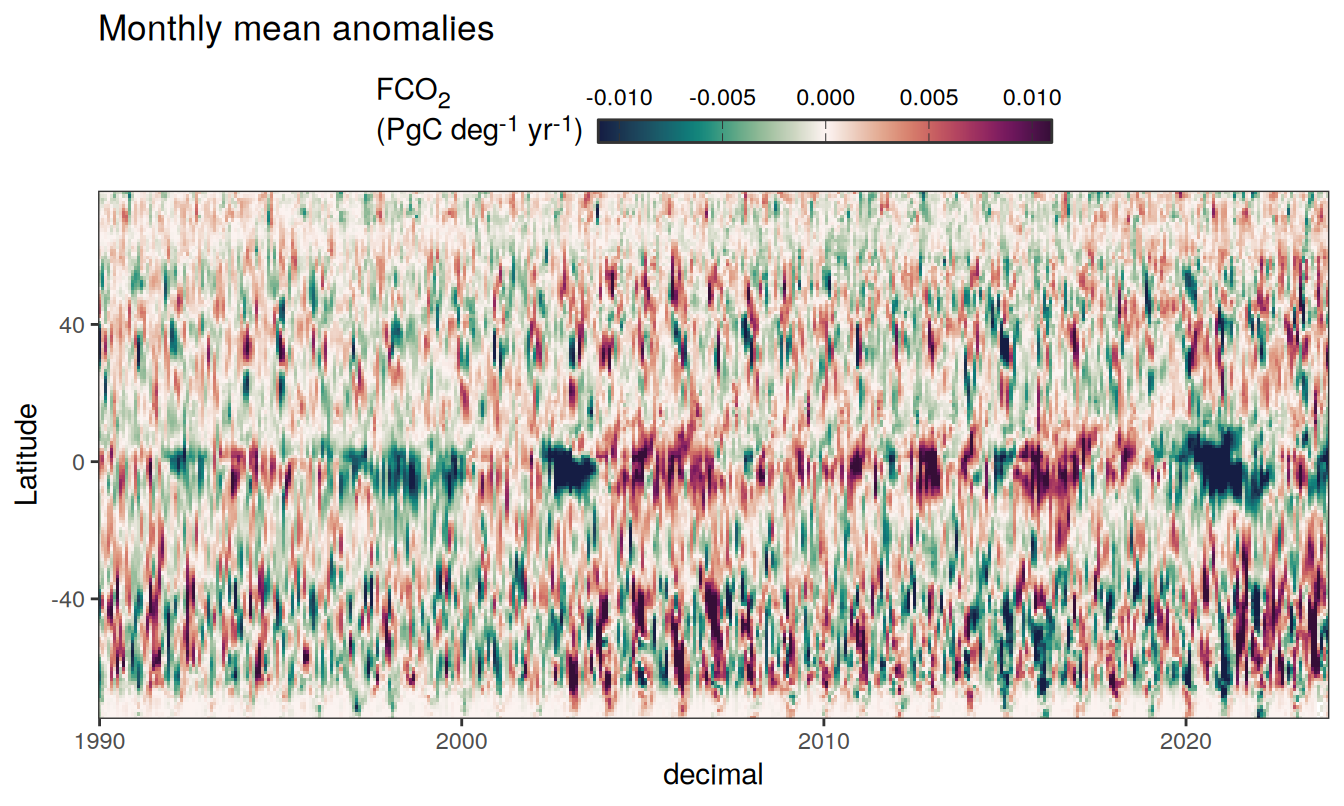 Monthly mean anomalies
FCO₂
(PgC deg⁻¹ yr⁻¹)
-0.010 -0.005 0.000 0.005 0.010
Latitude
40
0
-40
1990 2000 2010 2020
decimal